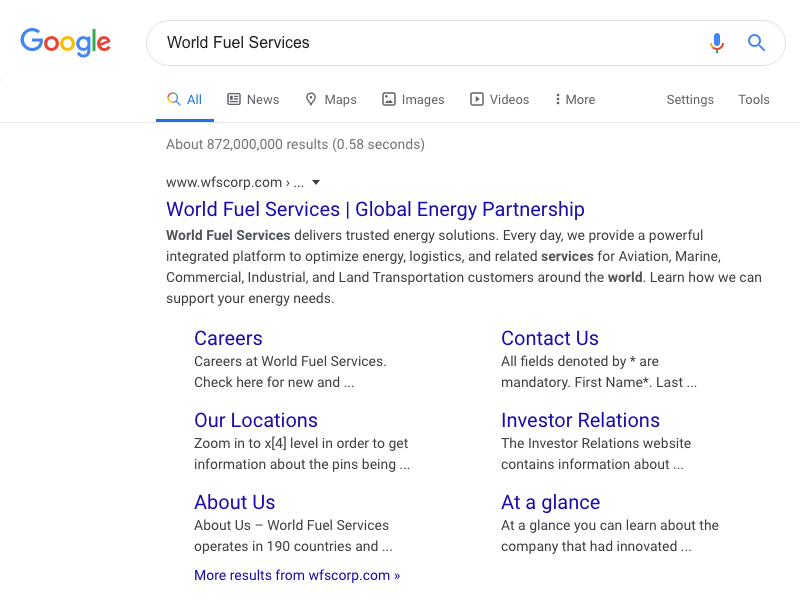 Google
World Fuel Services
All News Maps Images Videos More Settings Tools
About 872,000,000 results (0.58 seconds)
www.wfscorp.com › ...
World Fuel Services | Global Energy Partnership
World Fuel Services delivers trusted energy solutions. Every day, we provide a powerful
integrated platform to optimize energy, logistics, and related services for Aviation, Marine,
Commercial, Industrial, and Land Transportation customers around the world. Learn how we can
support your energy needs.
Careers
Careers at World Fuel Services.
Check here for new and ...
Contact Us
All fields denoted by * are
mandatory. First Name*. Last ...
Our Locations
Zoom in to x[4] level in order to get
information about the pins being ...
Investor Relations
The Investor Relations website
contains information about ...
About Us
About Us – World Fuel Services
operates in 190 countries and ...
At a glance
At a glance you can learn about the
company that had innovated ...
More results from wfscorp.com »